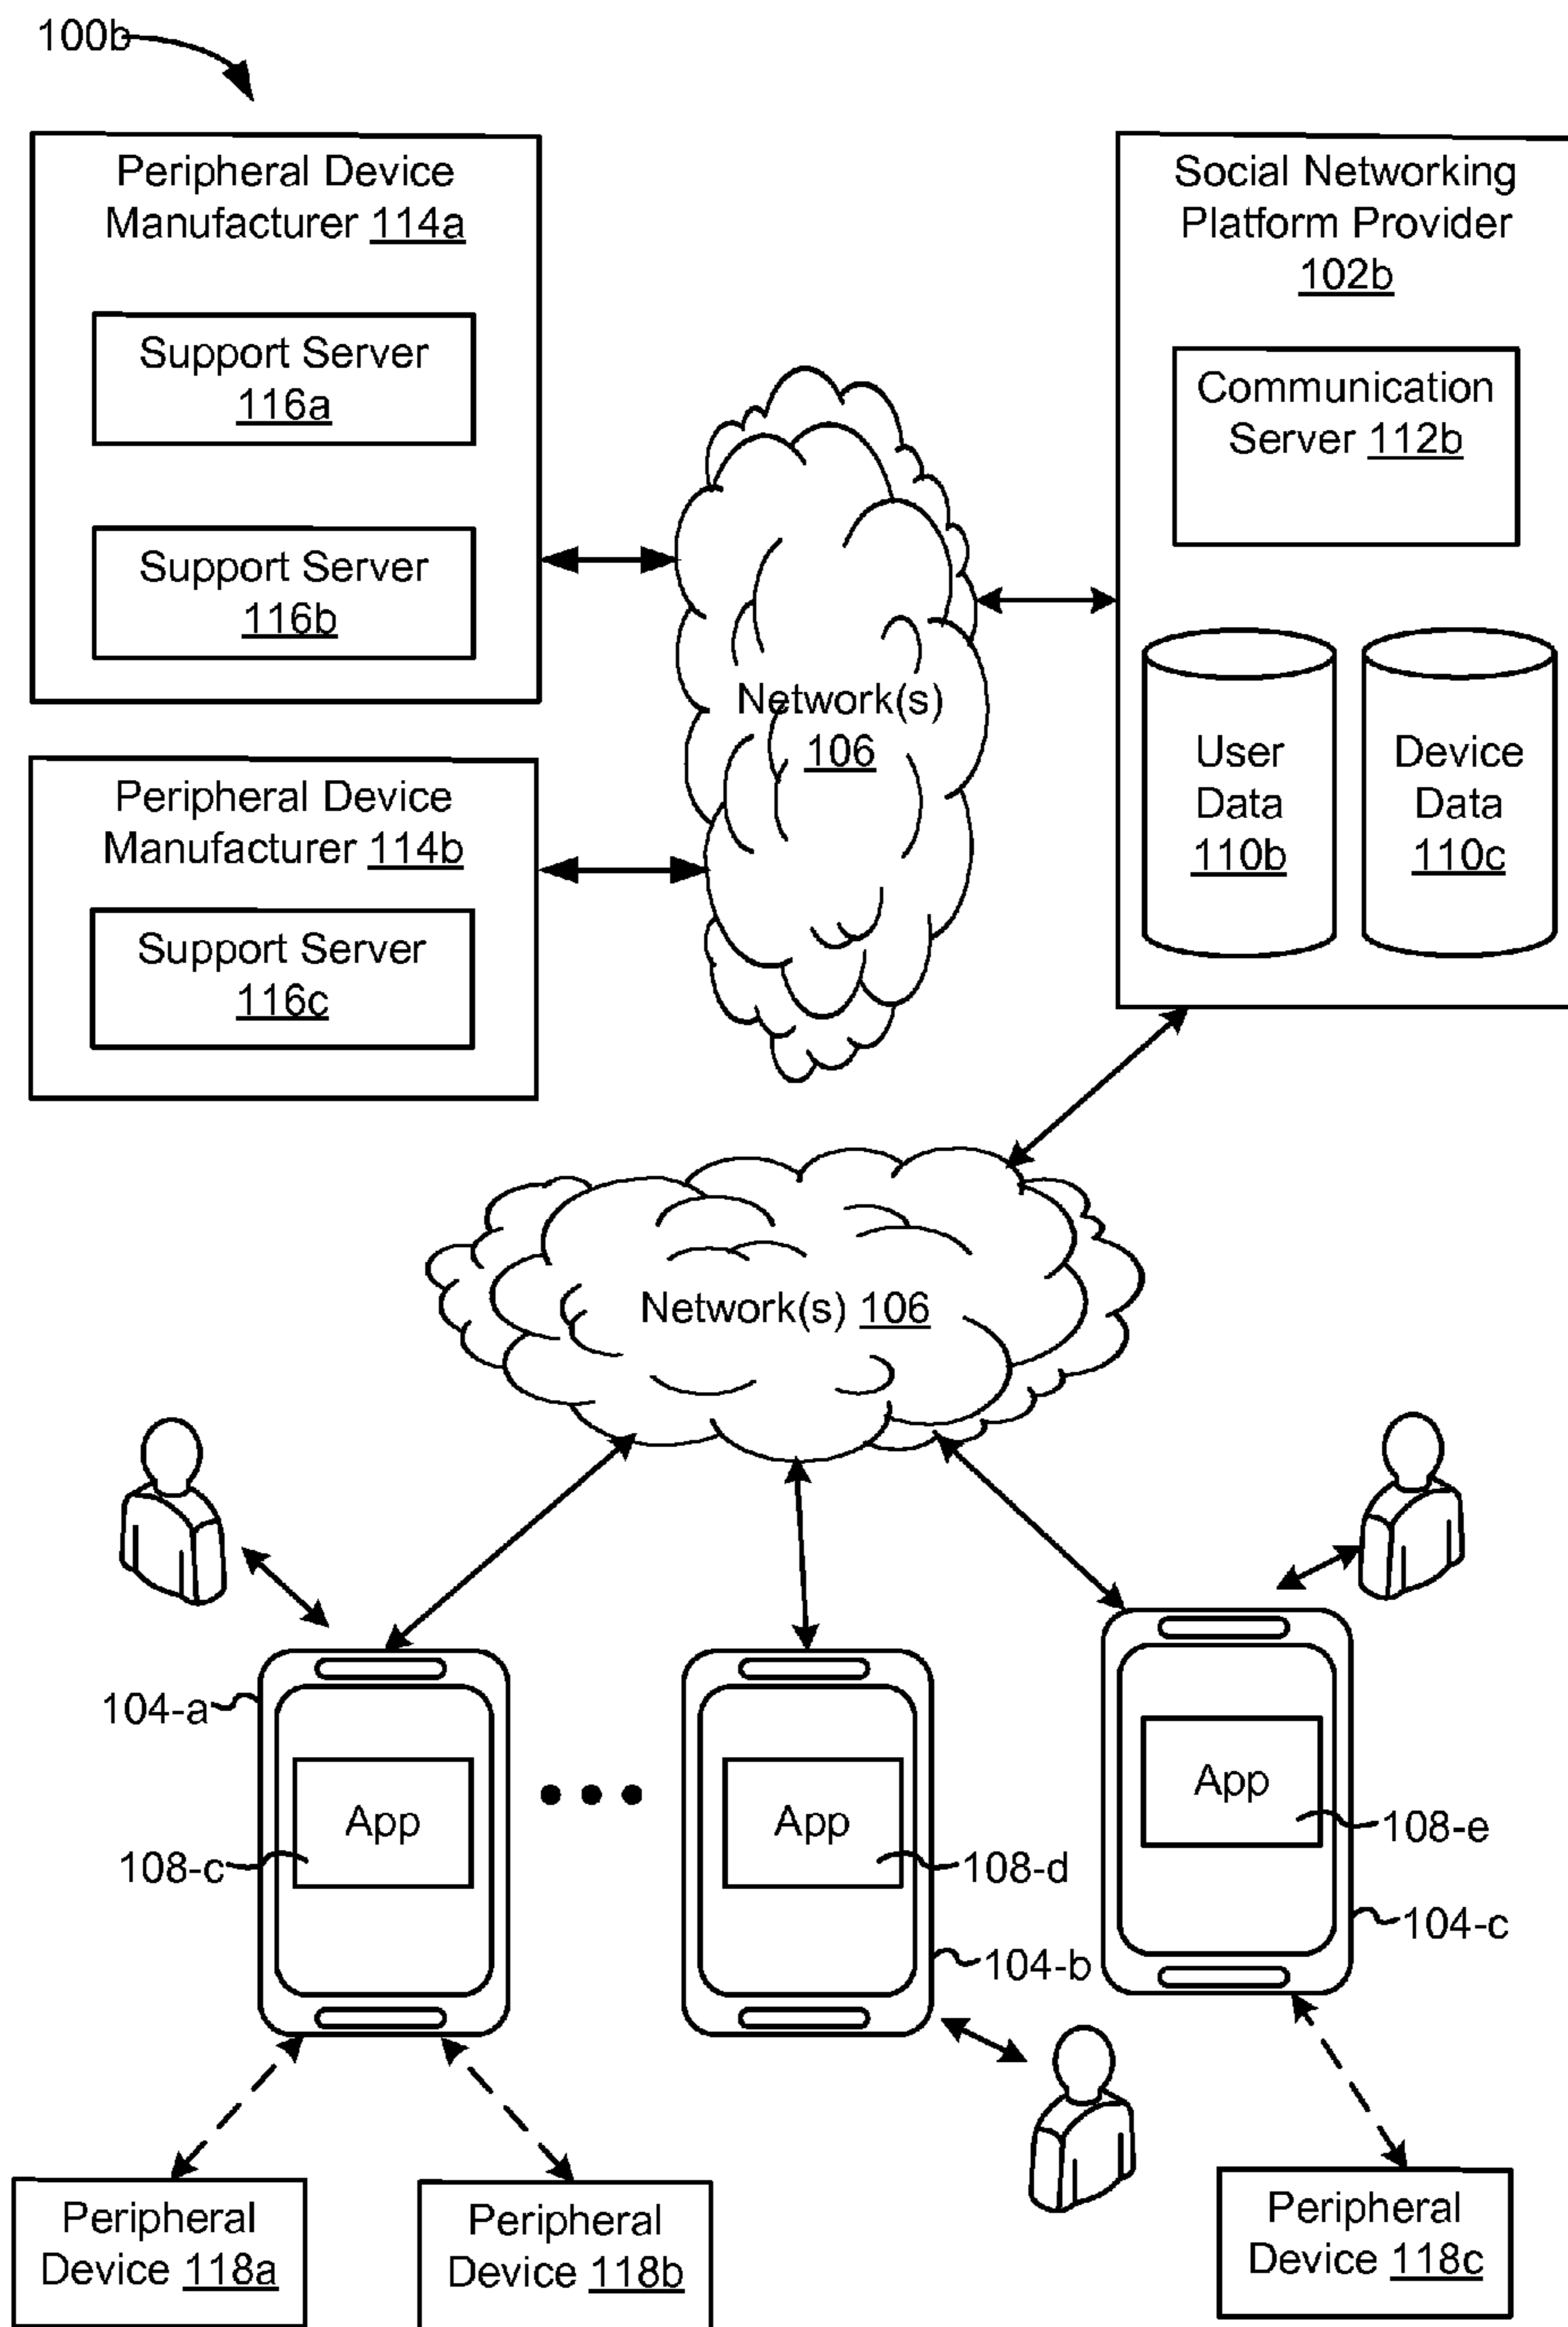 100b
Peripheral Device
Manufacturer 114a
Support Server
116a
Support Server
116b
Peripheral Device
Manufacturer 114b
Support Server
116c
Network(s)
106
Social Networking
Platform Provider
102b
Communication
Server 112b
User
Data
110b
Device
Data
110c
Network(s) 106
104-a
App
108-c
App
108-d
104-b
App
108-e
104-c
Peripheral
Device 118a
Peripheral
Device 118b
Peripheral
Device 118c